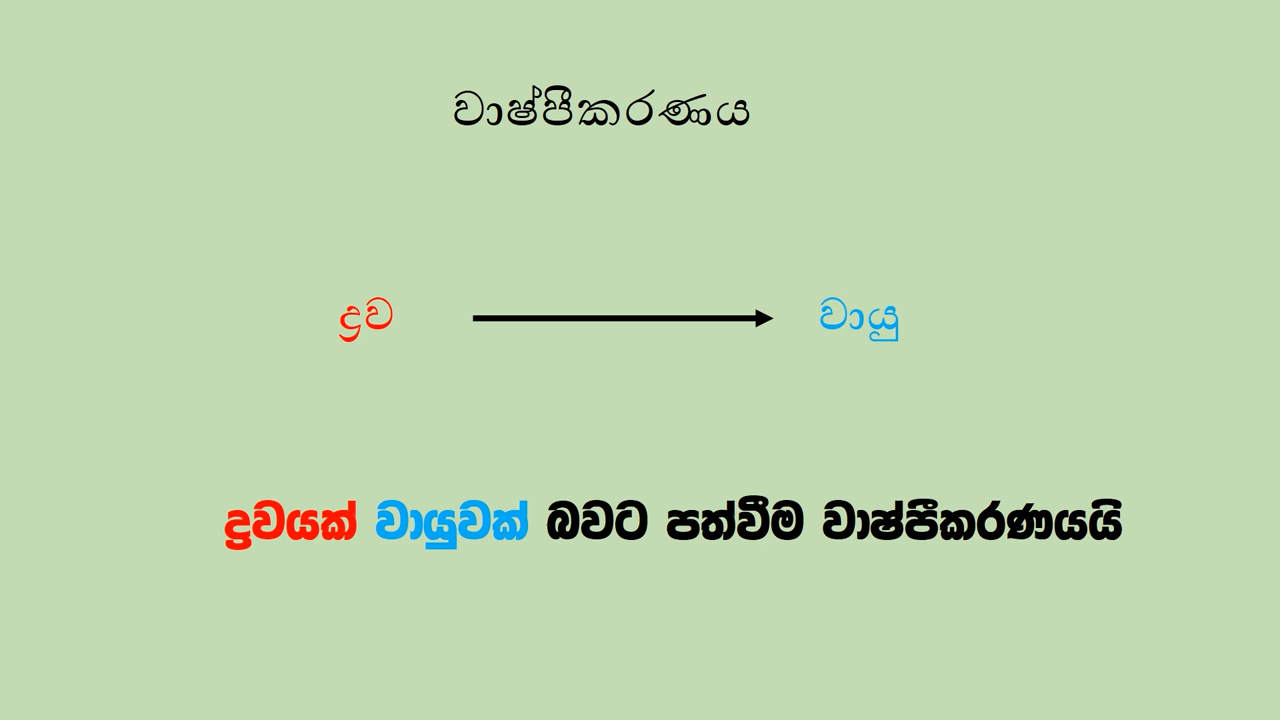 වාෂ්පීකරණය
ද්‍රව වායු
ද්‍රවයක් වායුවක් බවට පත්වීම වාෂ්පීකරණයයි